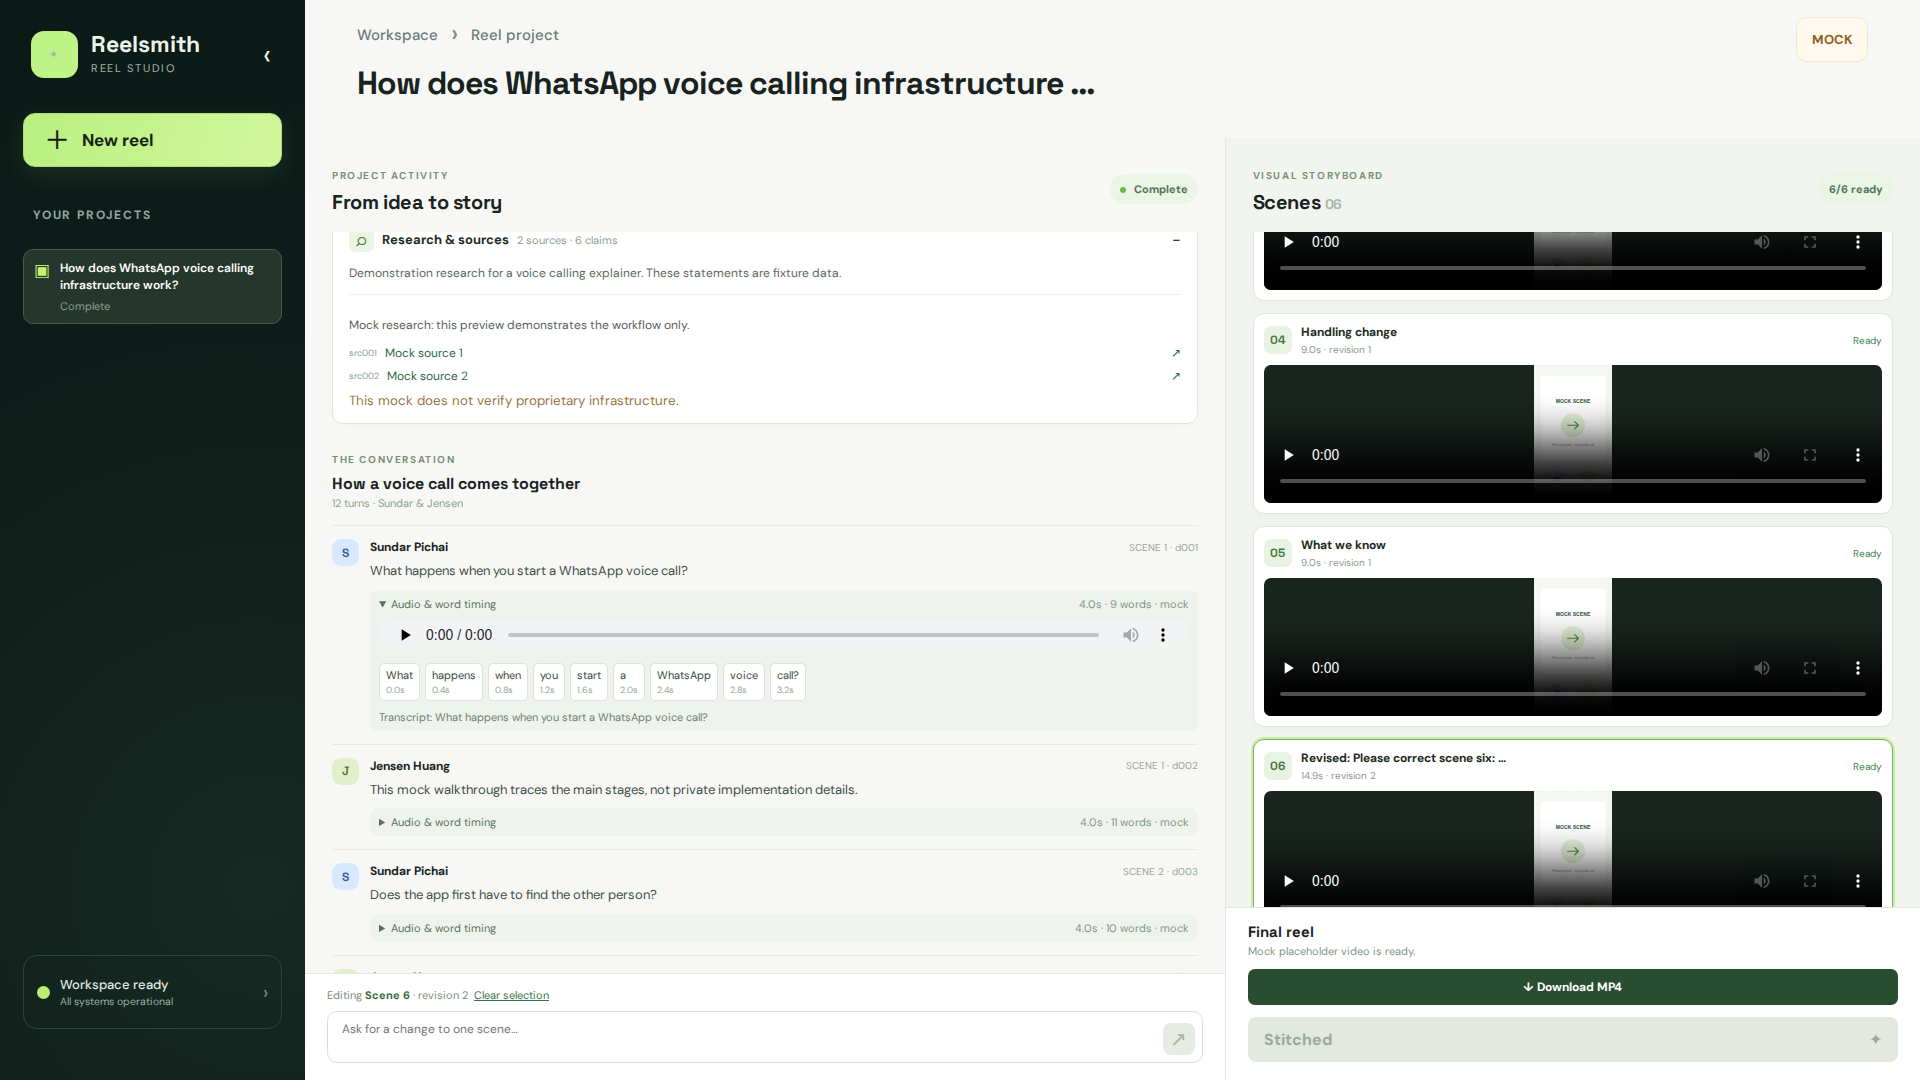 Reelsmith
REEL STUDIO
New reel
YOUR PROJECTS
How does WhatsApp voice calling
infrastructure work?
Complete
Workspace ready
All systems operational
Workspace › Reel project
MOCK
How does WhatsApp voice calling infrastructure ...
PROJECT ACTIVITY
From idea to story
Complete
Research & sources 2 sources · 6 claims
Demonstration research for a voice calling explainer. These statements are fixture data.
Mock research: this preview demonstrates the workflow only.
src001 Mock source 1 ↗
src002 Mock source 2 ↗
This mock does not verify proprietary infrastructure.
THE CONVERSATION
How a voice call comes together
12 turns · Sundar & Jensen
S Sundar Pichai SCENE 1 · d001
What happens when you start a WhatsApp voice call?
Audio & word timing 4.0s · 9 words · mock
0:00 / 0:00
What happens when you start a WhatsApp voice call?
0.0s 0.4s 0.8s 1.2s 1.6s 2.0s 2.4s 2.8s 3.2s
Transcript: What happens when you start a WhatsApp voice call?
J Jensen Huang SCENE 1 · d002
This mock walkthrough traces the main stages, not private implementation details.
Audio & word timing 4.0s · 11 words · mock
S Sundar Pichai SCENE 2 · d003
Does the app first have to find the other person?
Audio & word timing 4.0s · 10 words · mock
Editing Scene 6 · revision 2 Clear selection
Ask for a change to one scene...
VISUAL STORYBOARD
Scenes 06
6/6 ready
0:00
04 Handling change
9.0s · revision 1
Ready
MOCK SCENE
0:00
05 What we know
9.0s · revision 1
Ready
MOCK SCENE
0:00
06 Revised: Please correct scene six: ...
14.9s · revision 2
Ready
MOCK SCENE
0:00
Final reel
Mock placeholder video is ready.
↓ Download MP4
Stitched